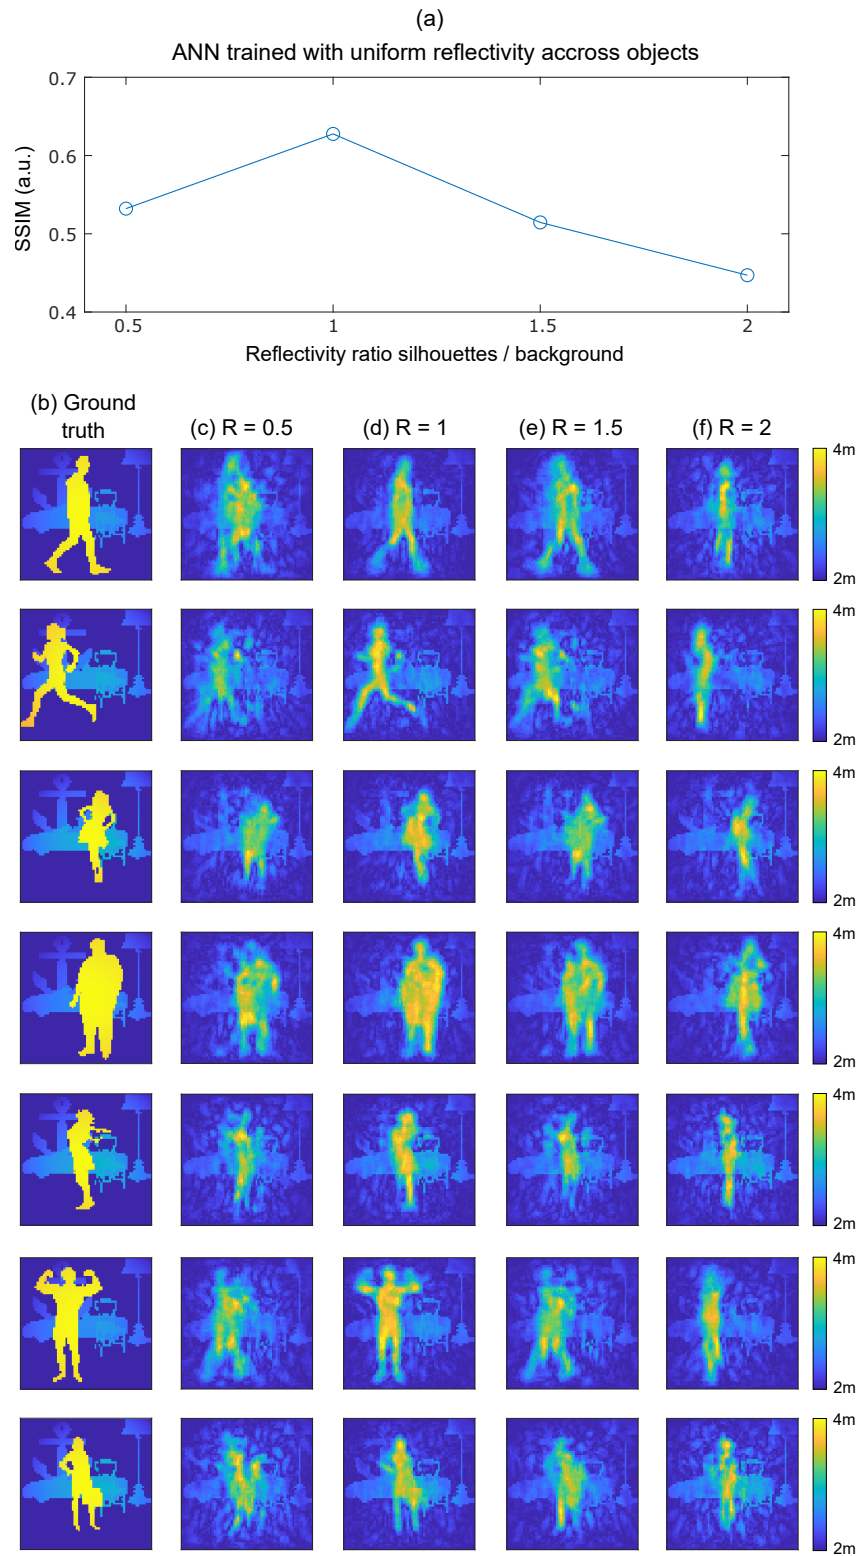 (a)
ANN trained with uniform reflectivity accross objects
0.7
0.6
0.5
0.4
SSIM (a.u.)
0.5
1
1.5
2
Reflectivity ratio silhouettes / background
(b) Ground
truth
(c) R = 0.5
(d) R = 1
(e) R = 1.5
(f) R = 2
4m
2m
4m
2m
4m
2m
4m
2m
4m
2m
4m
2m
4m
2m